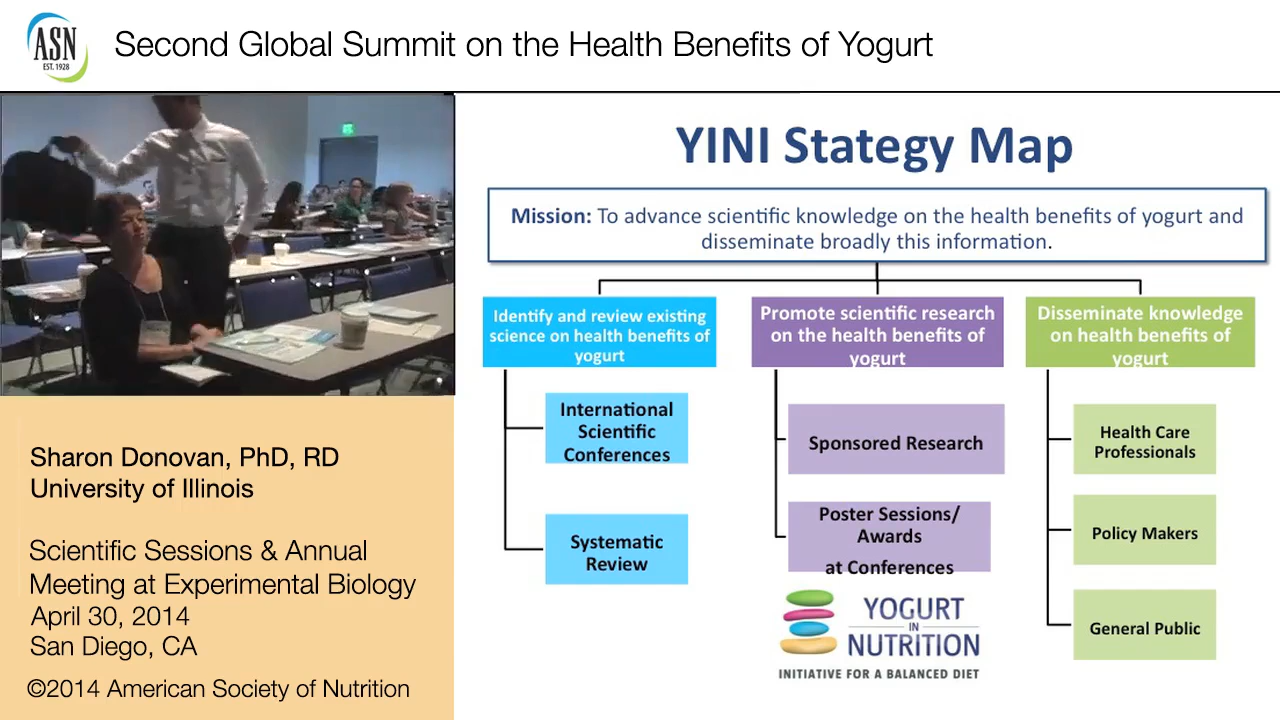 ASN
EST. 1928
Second Global Summit on the Health Benefits of Yogurt
Sharon Donovan, PhD, RD
University of Illinois
Scientific Sessions & Annual
Meeting at Experimental Biology
April 30, 2014
San Diego, CA
©2014 American Society of Nutrition
YINI Stategy Map
Mission: To advance scientific knowledge on the health benefits of yogurt and
disseminate broadly this information.
Identify and review existing
science on health benefits of
yogurt
International
Scientific
Conferences
Systematic
Review
Promote scientific research
on the health benefits of
yogurt
Sponsored Research
Poster Sessions/
Awards
at Conferences
Disseminate knowledge
on health benefits of
yogurt
Health Care
Professionals
Policy Makers
General Public
YOGURT
IN
NUTRITION
INITIATIVE FOR A BALANCED DIET